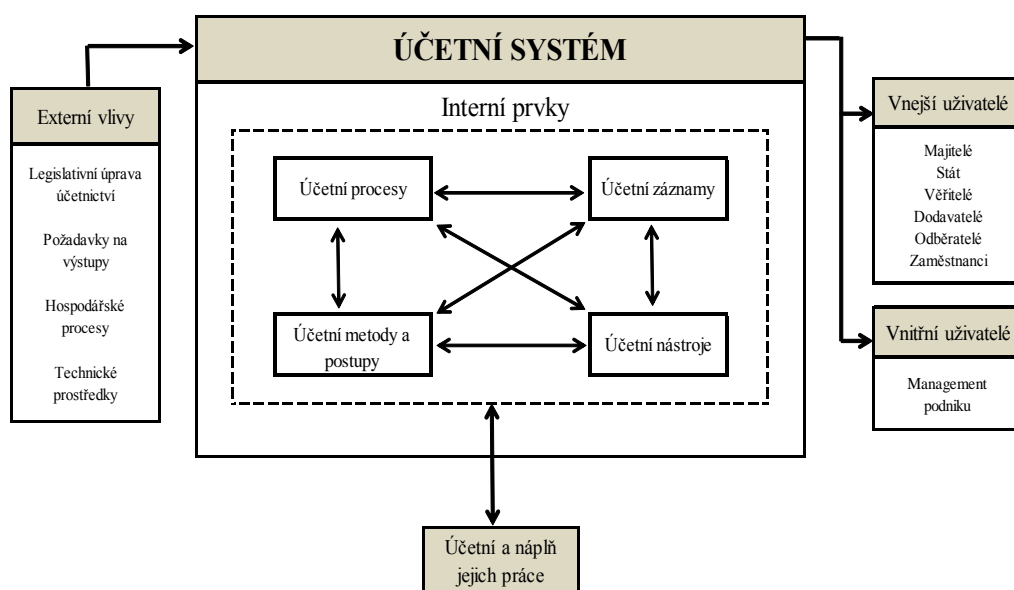 ÚČETNÍ SYSTÉM
Externí vlivy
Legislativní úprava
účetnictví
Požadavky na
výstupy
Hospodářské
procesy
Technické
prostředky
Interní prvky
Účetní procesy
Účetní záznamy
Účetní metody a
postupy
Účetní nástroje
Účetní a náplň
jejich práce
Vnejší uživatelé
Majitelé
Stát
Věřitelé
Dodavatelé
Odběratelé
Zaměstnanci
Vnitřní uživatelé
Management
podniku